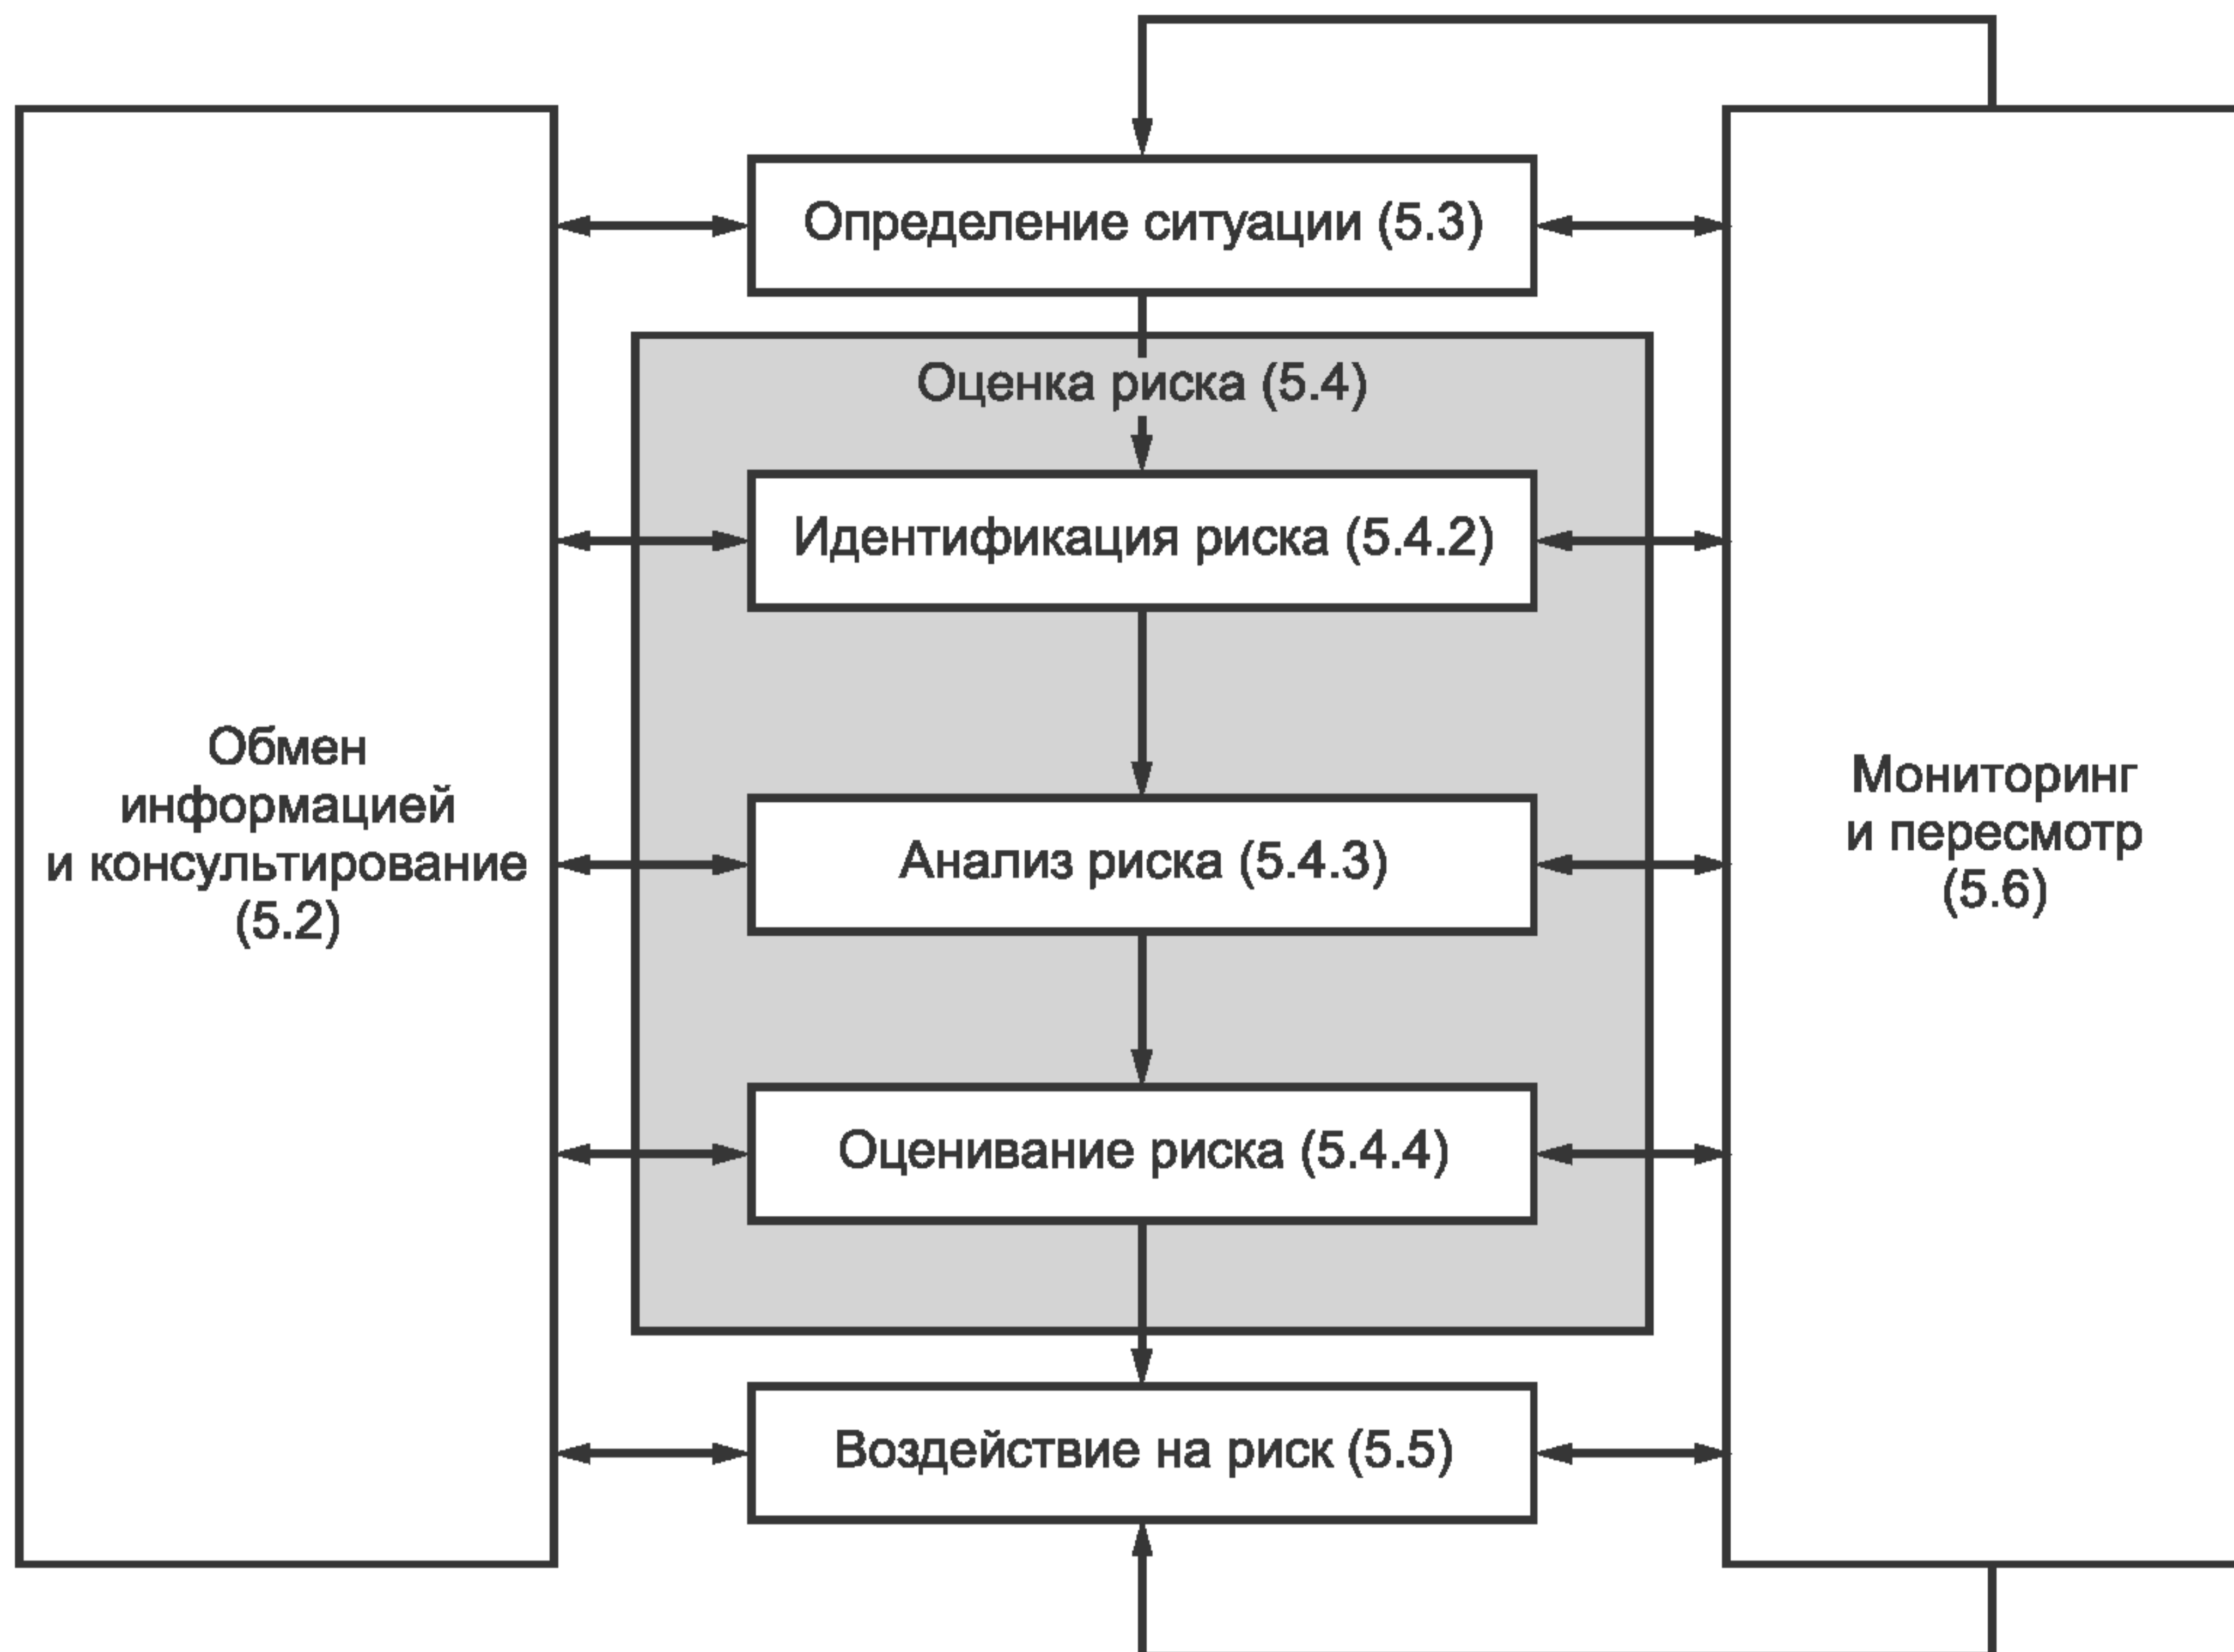 Определение ситуации (5.3)
Оценка риска (5.4)
Идентификация риска (5.4.2)
Обмен
информацией
и консультирование
(5.2)
Анализ риска (5.4.3)
Мониторинг
и пересмотр
(5.6)
Оценивание риска (5.4.4)
Воздействие на риск (5.5)